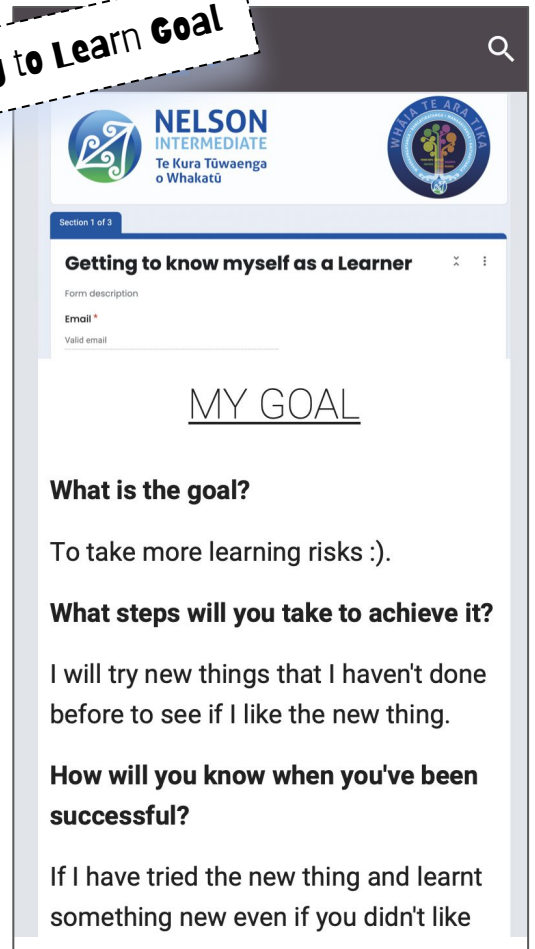 to Learn Goal
NELSON
INTERMEDIATE
Te Kura Tūwaenga
o Whakatū
WHĀIA TE ARA TIKA
Section 1 of 3
Getting to know myself as a Learner
Form description
Email *
Valid email
MY GOAL
What is the goal?
To take more learning risks :).
What steps will you take to achieve it?
I will try new things that I haven't done
before to see if I like the new thing.
How will you know when you've been
successful?
If I have tried the new thing and learnt
something new even if you didn't like